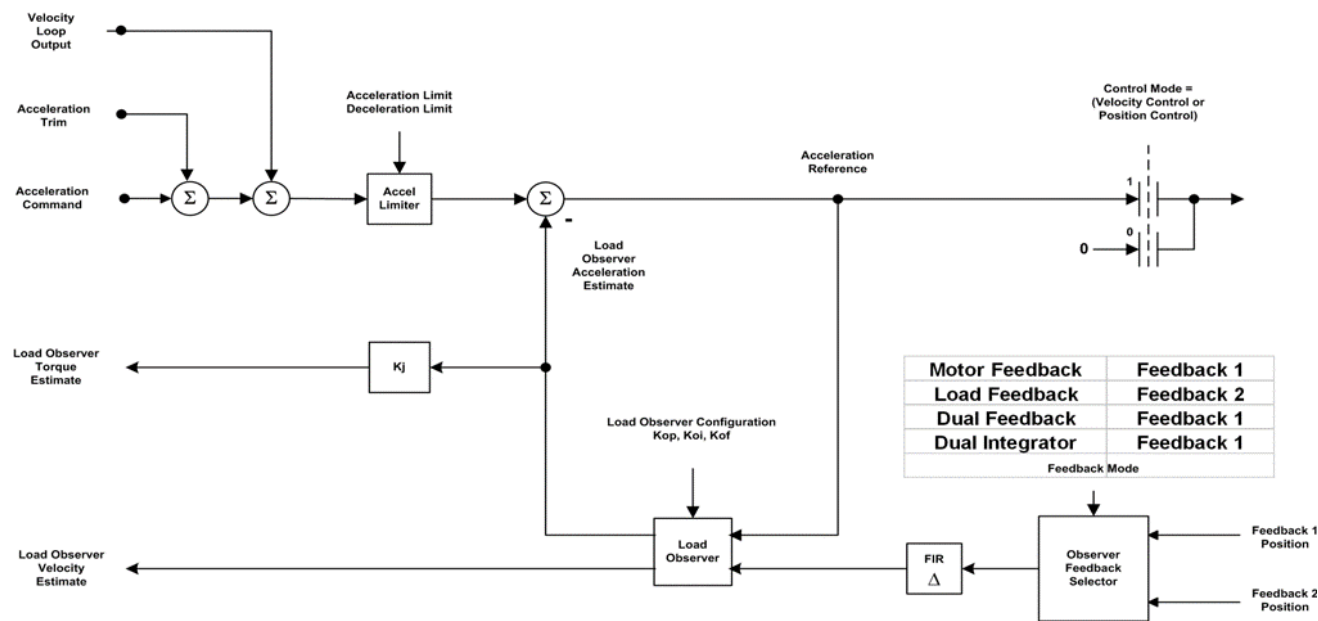 Velocity
Loop
Output
Acceleration
Trim
Acceleration
Command
Σ
Σ
Acceleration Limit
Deceleration Limit
Accel
Limiter
Σ
-
Load
Observer
Acceleration
Estimate
Acceleration
Reference
Control Mode =
(Velocity Control or
Position Control)
1
0
0
Load Observer
Torque
Estimate
Kj
Load Observer Configuration
Kop, Koi, Kof
Motor Feedback Feedback 1
Load Feedback Feedback 2
Dual Feedback Feedback 1
Dual Integrator Feedback 1
Feedback Mode
Load Observer
Velocity
Estimate
Load
Observer
FIR
Δ
Observer
Feedback
Selector
Feedback 1
Position
Feedback 2
Position